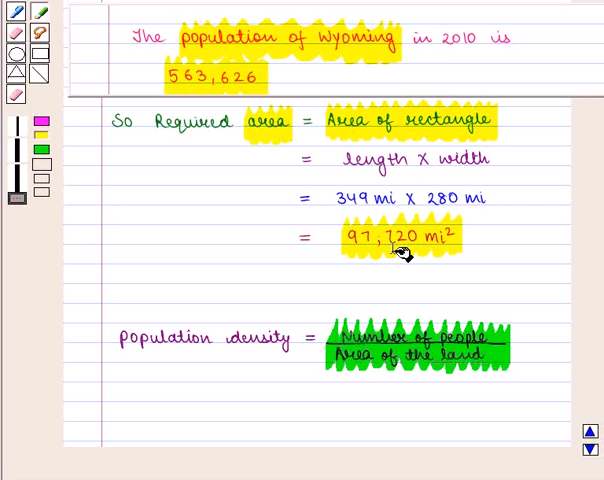 The population of Wyoming in 2010 is
563,626
So Required area = Area of rectangle
= length x width
= 349 mi x 280 mi
= 97,720 mi²
Population density = Number of people
Area of the land